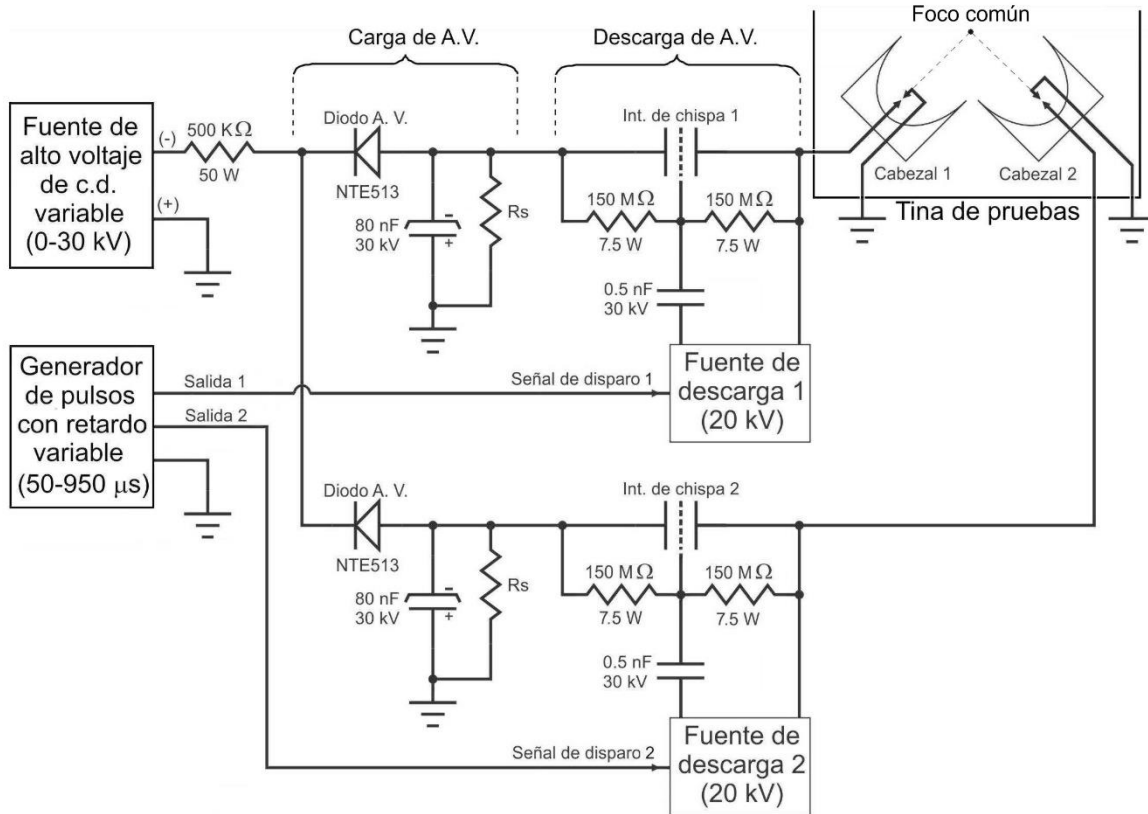 Foco común
Carga de A.V.
Descarga de A.V.
Fuente de
alto voltaje
de c.d.
variable
(0-30 kV)
(-)
(+)
500 KΩ
50 W
Diodo A. V.
NTE513
80 nF
30 kV
-
+
Rs
Int. de chispa 1
150 MΩ
7.5 W
150 MΩ
7.5 W
0.5 nF
30 kV
Cabezal 1
Cabezal 2
Tina de pruebas
Generador
de pulsos
con retardo
variable
(50-950 μs)
Salida 1
Salida 2
Señal de disparo 1
Fuente de
descarga 1
(20 kV)
Diodo A. V.
NTE513
80 nF
30 kV
-
+
Rs
Int. de chispa 2
150 MΩ
7.5 W
150 MΩ
7.5 W
0.5 nF
30 kV
Señal de disparo 2
Fuente de
descarga 2
(20 kV)